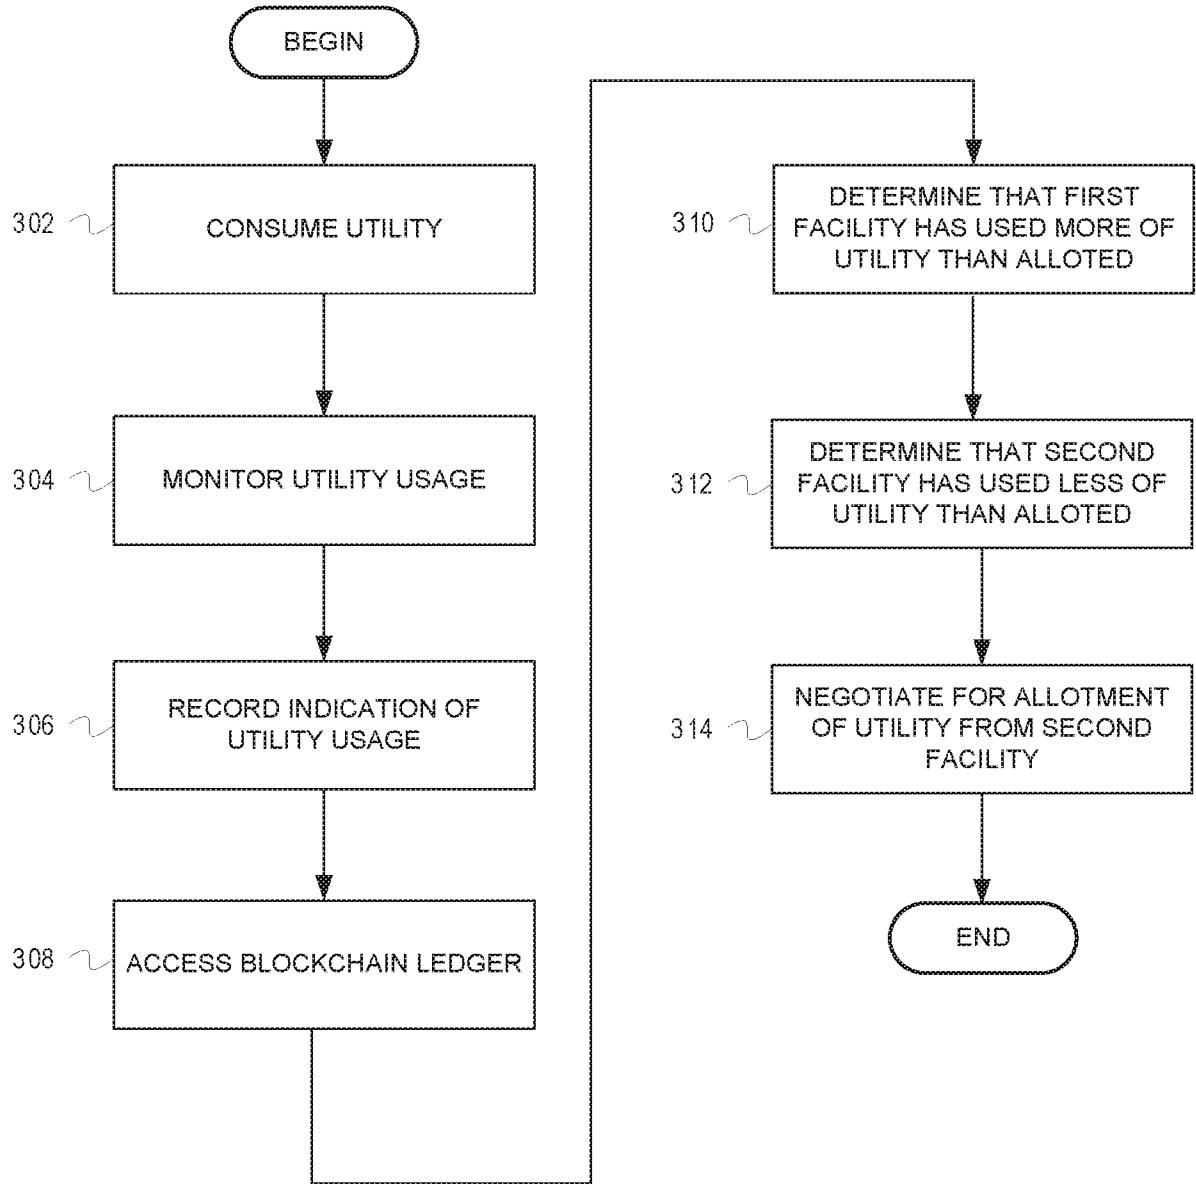 BEGIN
302
CONSUME UTILITY
304
MONITOR UTILITY USAGE
306
RECORD INDICATION OF
UTILITY USAGE
308
ACCESS BLOCKCHAIN LEDGER
310
DETERMINE THAT FIRST
FACILITY HAS USED MORE OF
UTILITY THAN ALLOTED
312
DETERMINE THAT SECOND
FACILITY HAS USED LESS OF
UTILITY THAN ALLOTED
314
NEGOTIATE FOR ALLOTMENT
OF UTILITY FROM SECOND
FACILITY
END